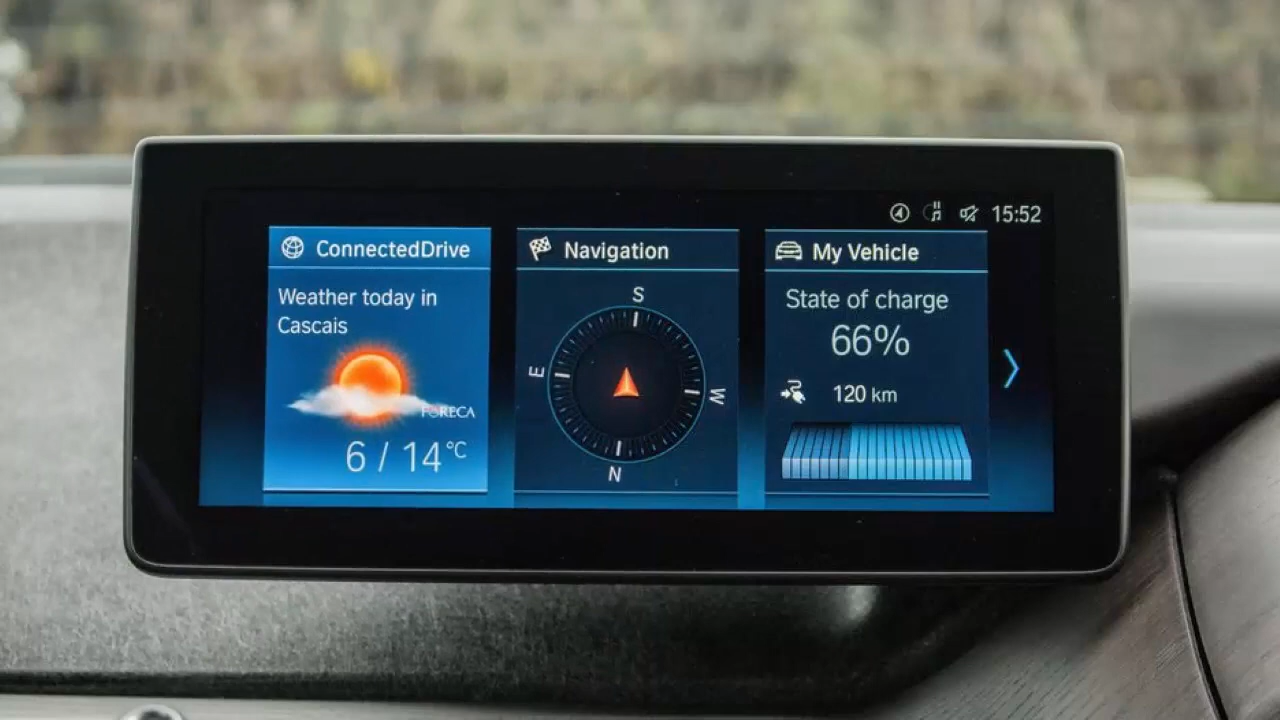 15:52
ConnectedDrive
Weather today in
Cascais
FORECA
6 / 14°C
Navigation
S
E
W
N
My Vehicle
State of charge
66%
120 km